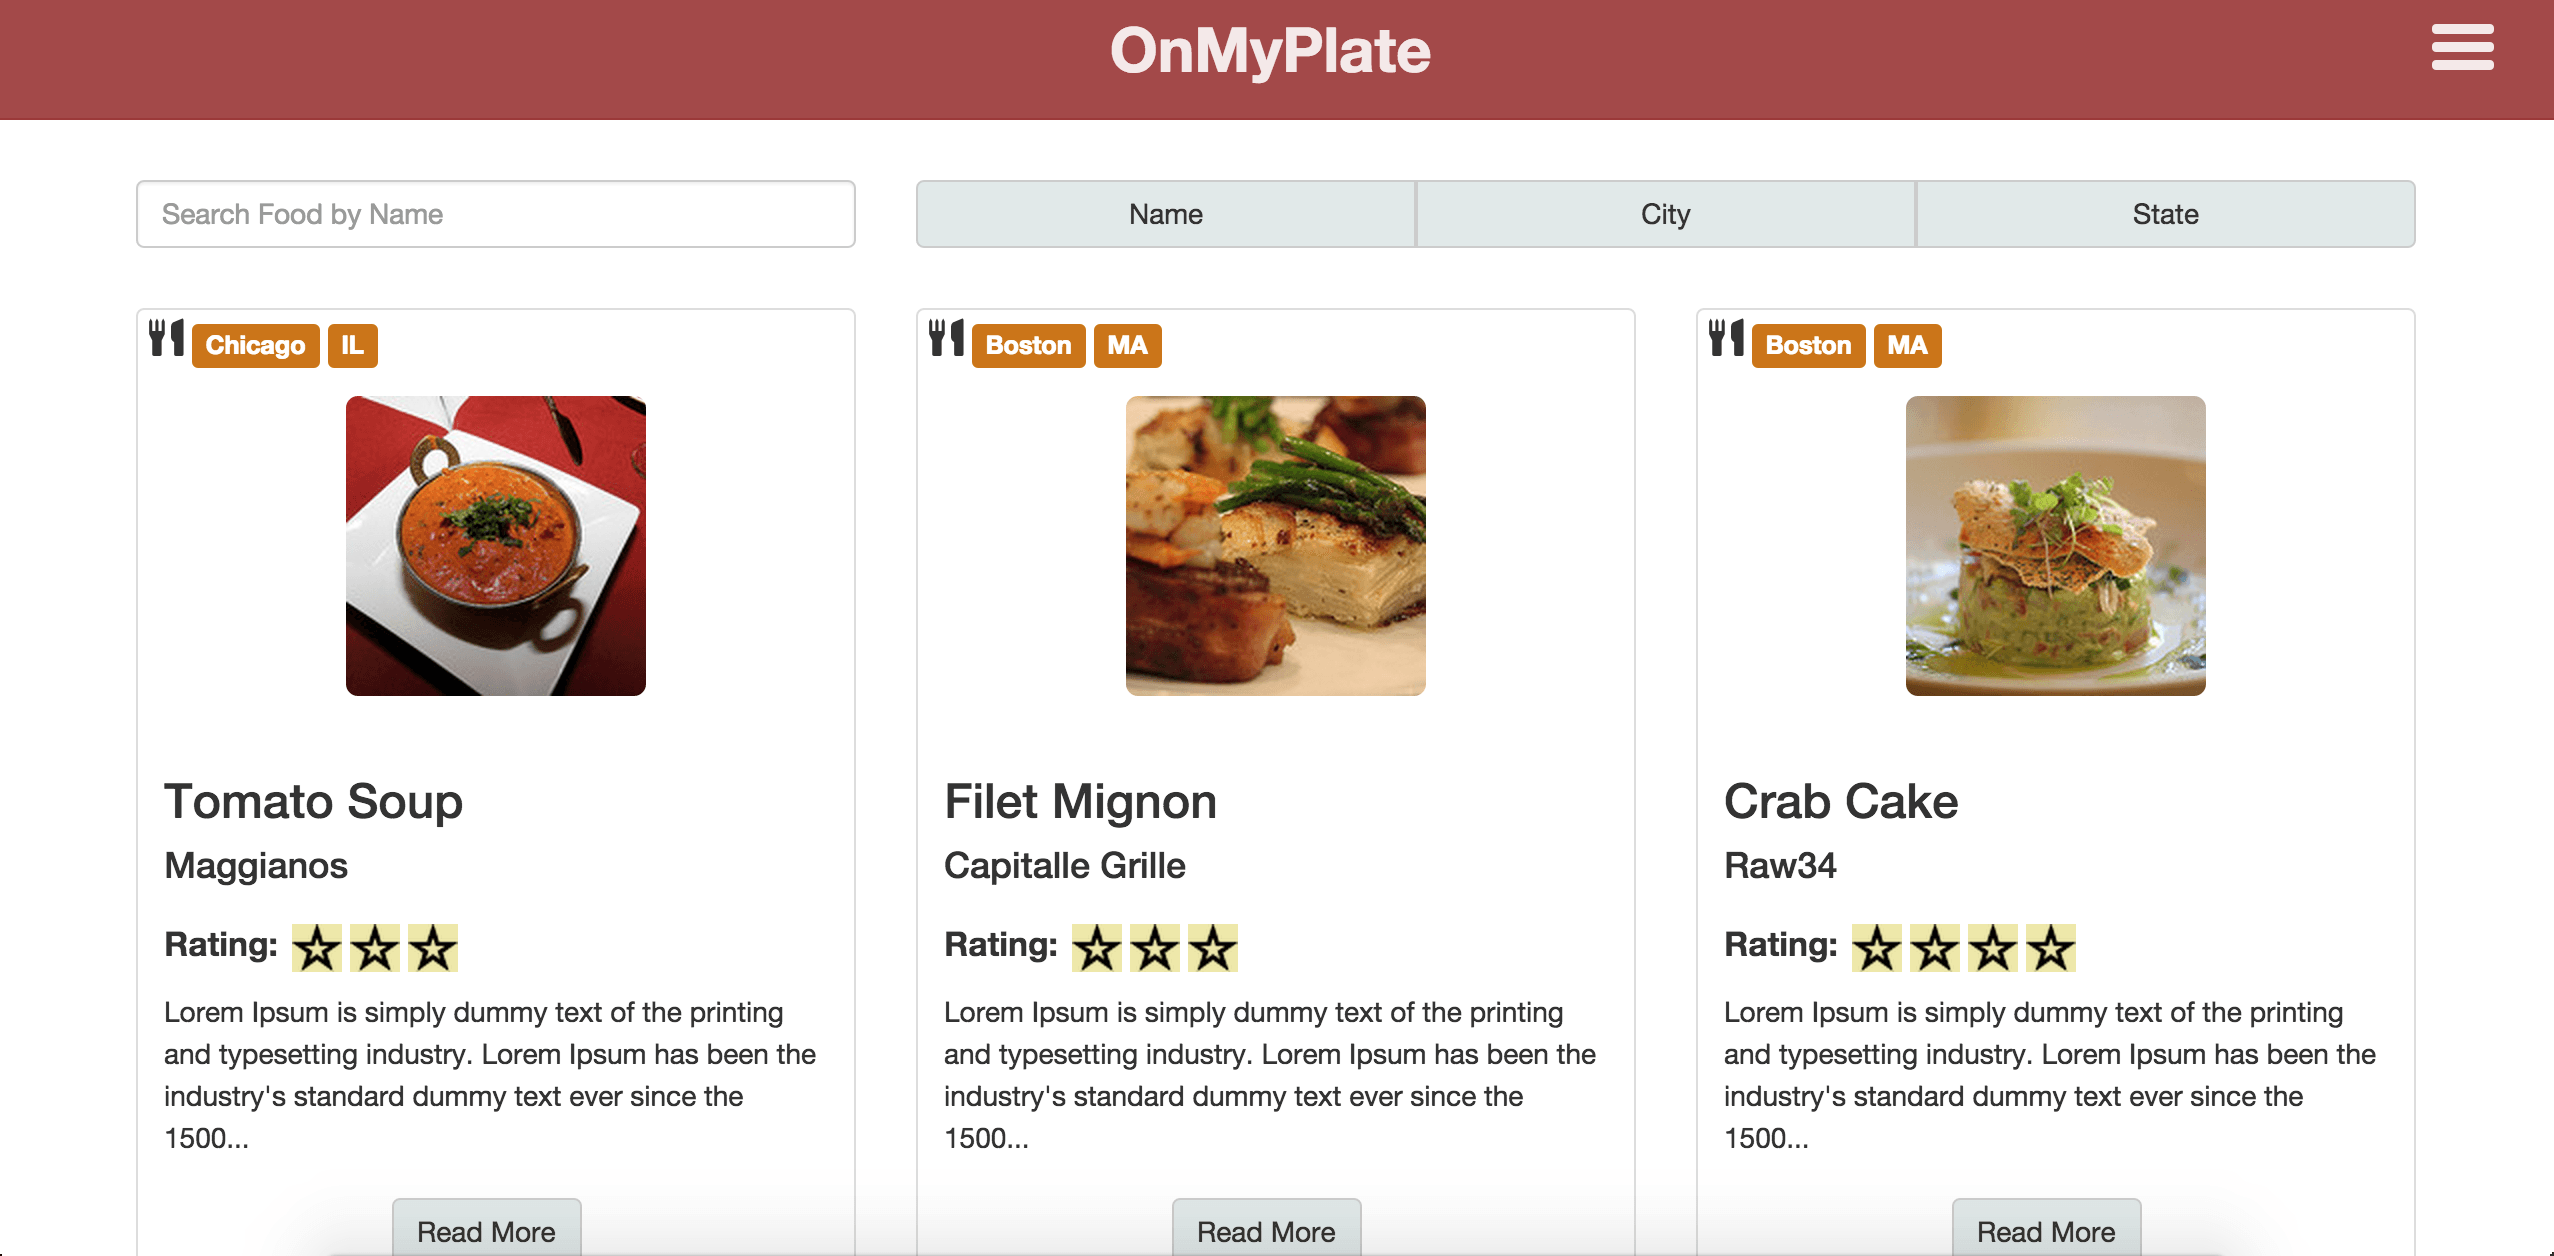 OnMyPlate
Search Food by Name
Name City State
Chicago IL
Boston MA
Boston MA
Tomato Soup
Maggianos
Rating:
Lorem Ipsum is simply dummy text of the printing
and typesetting industry. Lorem Ipsum has been the
industry's standard dummy text ever since the
1500...
Read More
Filet Mignon
Capitalle Grille
Rating:
Lorem Ipsum is simply dummy text of the printing
and typesetting industry. Lorem Ipsum has been the
industry's standard dummy text ever since the
1500...
Read More
Crab Cake
Raw34
Rating:
Lorem Ipsum is simply dummy text of the printing
and typesetting industry. Lorem Ipsum has been the
industry's standard dummy text ever since the
1500...
Read More